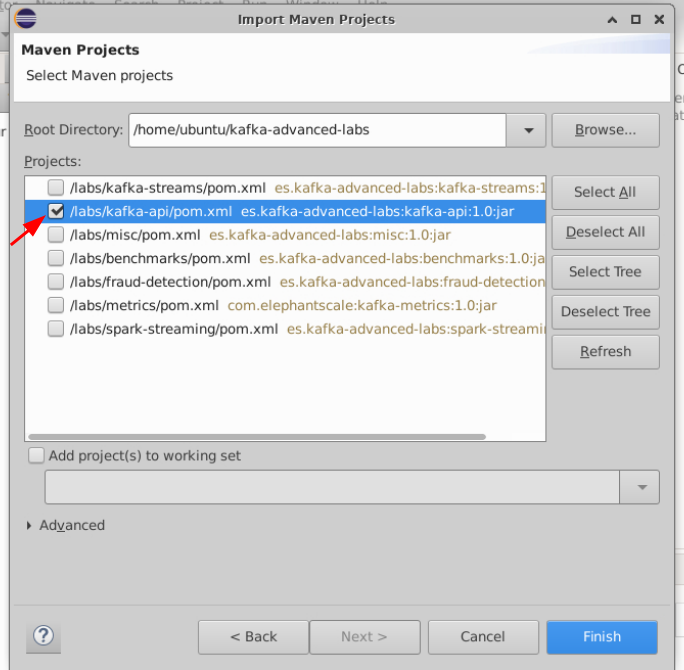 Import Maven Projects
Maven Projects
Select Maven projects
Root Directory: /home/ubuntu/kafka-advanced-labs Browse...
Projects:
/labs/kafka-streams/pom.xml es.kafka-advanced-labs:kafka-streams:1
/labs/kafka-api/pom.xml es.kafka-advanced-labs:kafka-api:1.0:jar
/labs/misc/pom.xml es.kafka-advanced-labs:misc:1.0:jar
/labs/benchmarks/pom.xml es.kafka-advanced-labs:benchmarks:1.0:ja
/labs/fraud-detection/pom.xml es.kafka-advanced-labs:fraud-detection
/labs/metrics/pom.xml com.elephantscale:kafka-metrics:1.0:jar
/labs/spark-streaming/pom.xml es.kafka-advanced-labs:spark-streami
Select All
Deselect All
Select Tree
Deselect Tree
Refresh
Add project(s) to working set
Advanced
? < Back Next > Cancel Finish